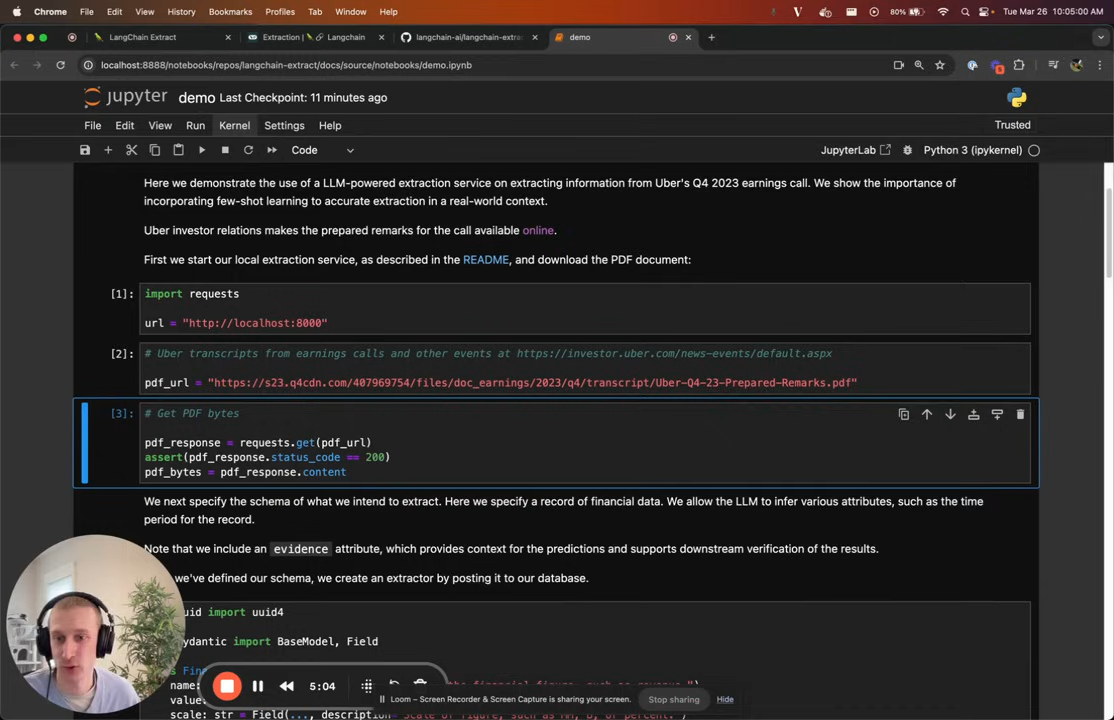 Chrome File Edit View History Bookmarks Profiles Tab Window Help 80% Tue Mar 26 10:05:00 AM
LangChain Extract Extraction | Langchain langchain-ai/langchain-extra demo
localhost:8888/notebooks/repos/langchain-extract/docs/source/notebooks/demo.ipynb
jupyter demo Last Checkpoint: 11 minutes ago
File Edit View Run Kernel Settings Help Trusted
Code JupyterLab Python 3 (ipykernel)
Here we demonstrate the use of a LLM-powered extraction service on extracting information from Uber's Q4 2023 earnings call. We show the importance of
incorporating few-shot learning to accurate extraction in a real-world context.
Uber investor relations makes the prepared remarks for the call available online.
First we start our local extraction service, as described in the README, and download the PDF document:
[1]: import requests
url = "http://localhost:8000"
[2]: # Uber transcripts from earnings calls and other events at https://investor.uber.com/news-events/default.aspx
pdf_url = "https://s23.q4cdn.com/407969754/files/doc_earnings/2023/q4/transcript/Uber-Q4-23-Prepared-Remarks.pdf"
[3]: # Get PDF bytes
pdf_response = requests.get(pdf_url)
assert(pdf_response.status_code == 200)
pdf_bytes = pdf_response.content
We next specify the schema of what we intend to extract. Here we specify a record of financial data. We allow the LLM to infer various attributes, such as the time
period for the record.
Note that we include an evidence attribute, which provides context for the predictions and supports downstream verification of the results.
we've defined our schema, we create an extractor by posting it to our database.
import uuid4
import BaseModel, Field
name:
value:
scale: str = Field(..., description="Scale of figure, such as MM, B, or percent.")
5:04
Loom – Screen Recorder & Screen Capture is sharing your screen. Stop sharing Hide